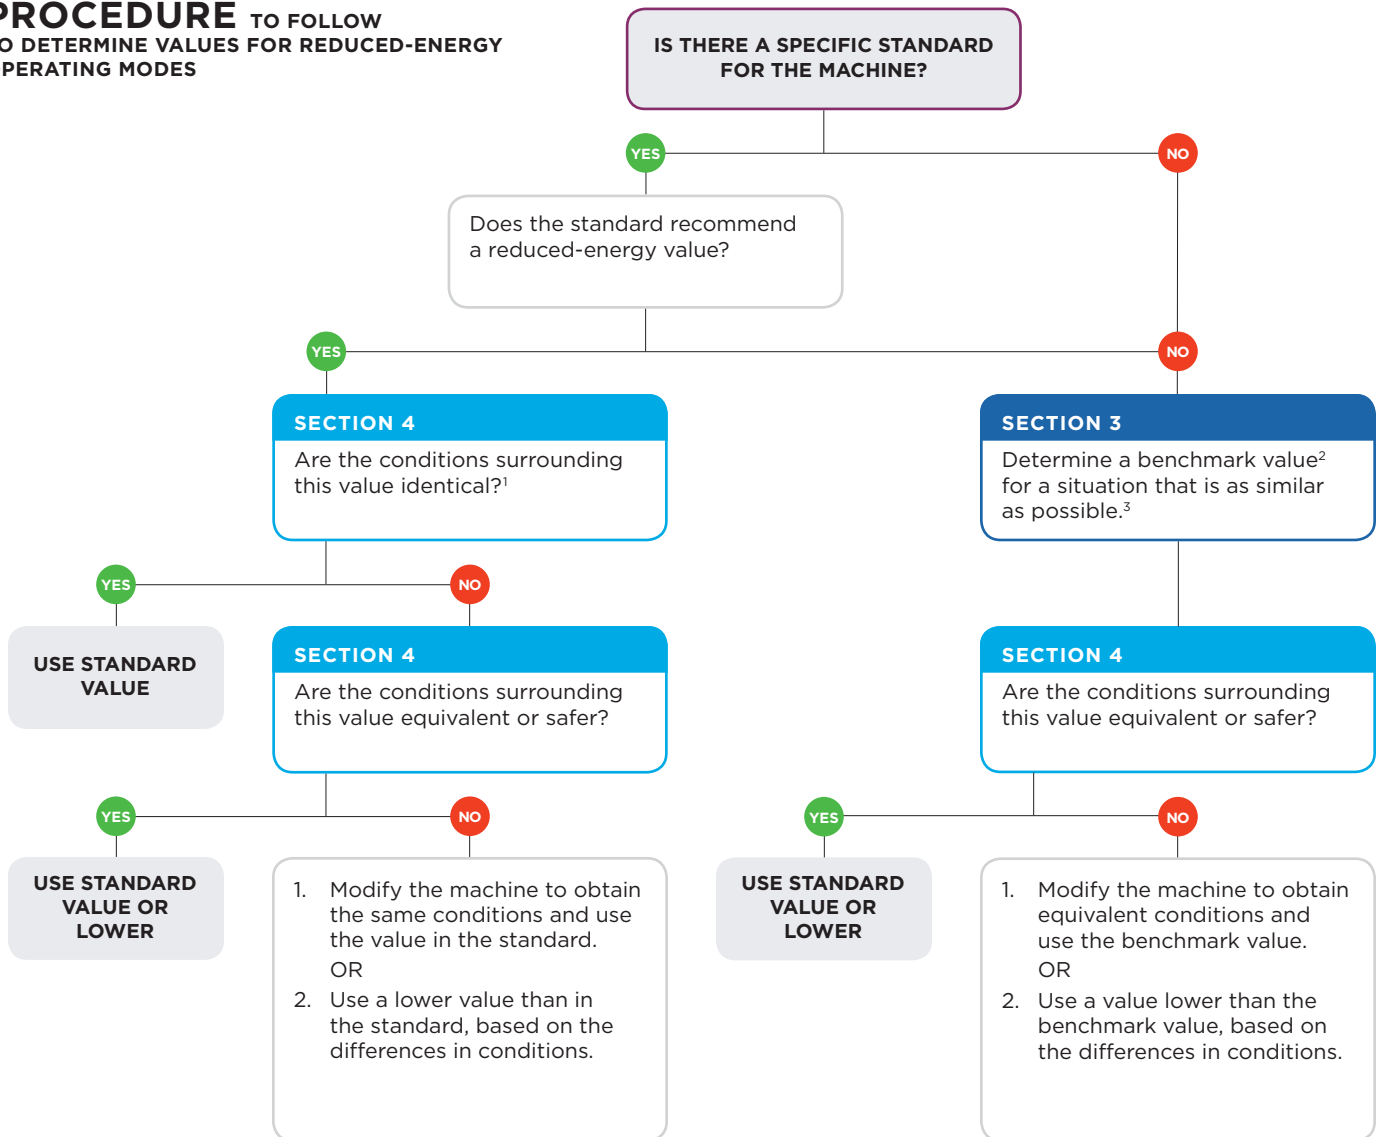 PROCEDURE TO FOLLOW
O DETERMINE VALUES FOR REDUCED-ENERGY
PERATING MODES
IS THERE A SPECIFIC STANDARD
FOR THE MACHINE?
YES
NO
Does the standard recommend
a reduced-energy value?
YES
NO
SECTION 4
Are the conditions surrounding
this value identical?¹
SECTION 3
Determine a benchmark value²
for a situation that is as similar
as possible.³
YES
NO
USE STANDARD
VALUE
SECTION 4
Are the conditions surrounding
this value equivalent or safer?
SECTION 4
Are the conditions surrounding
this value equivalent or safer?
YES
NO
YES
NO
USE STANDARD
VALUE OR
LOWER
1. Modify the machine to obtain
the same conditions and use
the value in the standard.
OR
2. Use a lower value than in
the standard, based on the
differences in conditions.
USE STANDARD
VALUE OR
LOWER
1. Modify the machine to obtain
equivalent conditions and
use the benchmark value.
OR
2. Use a value lower than the
benchmark value, based on
the differences in conditions.